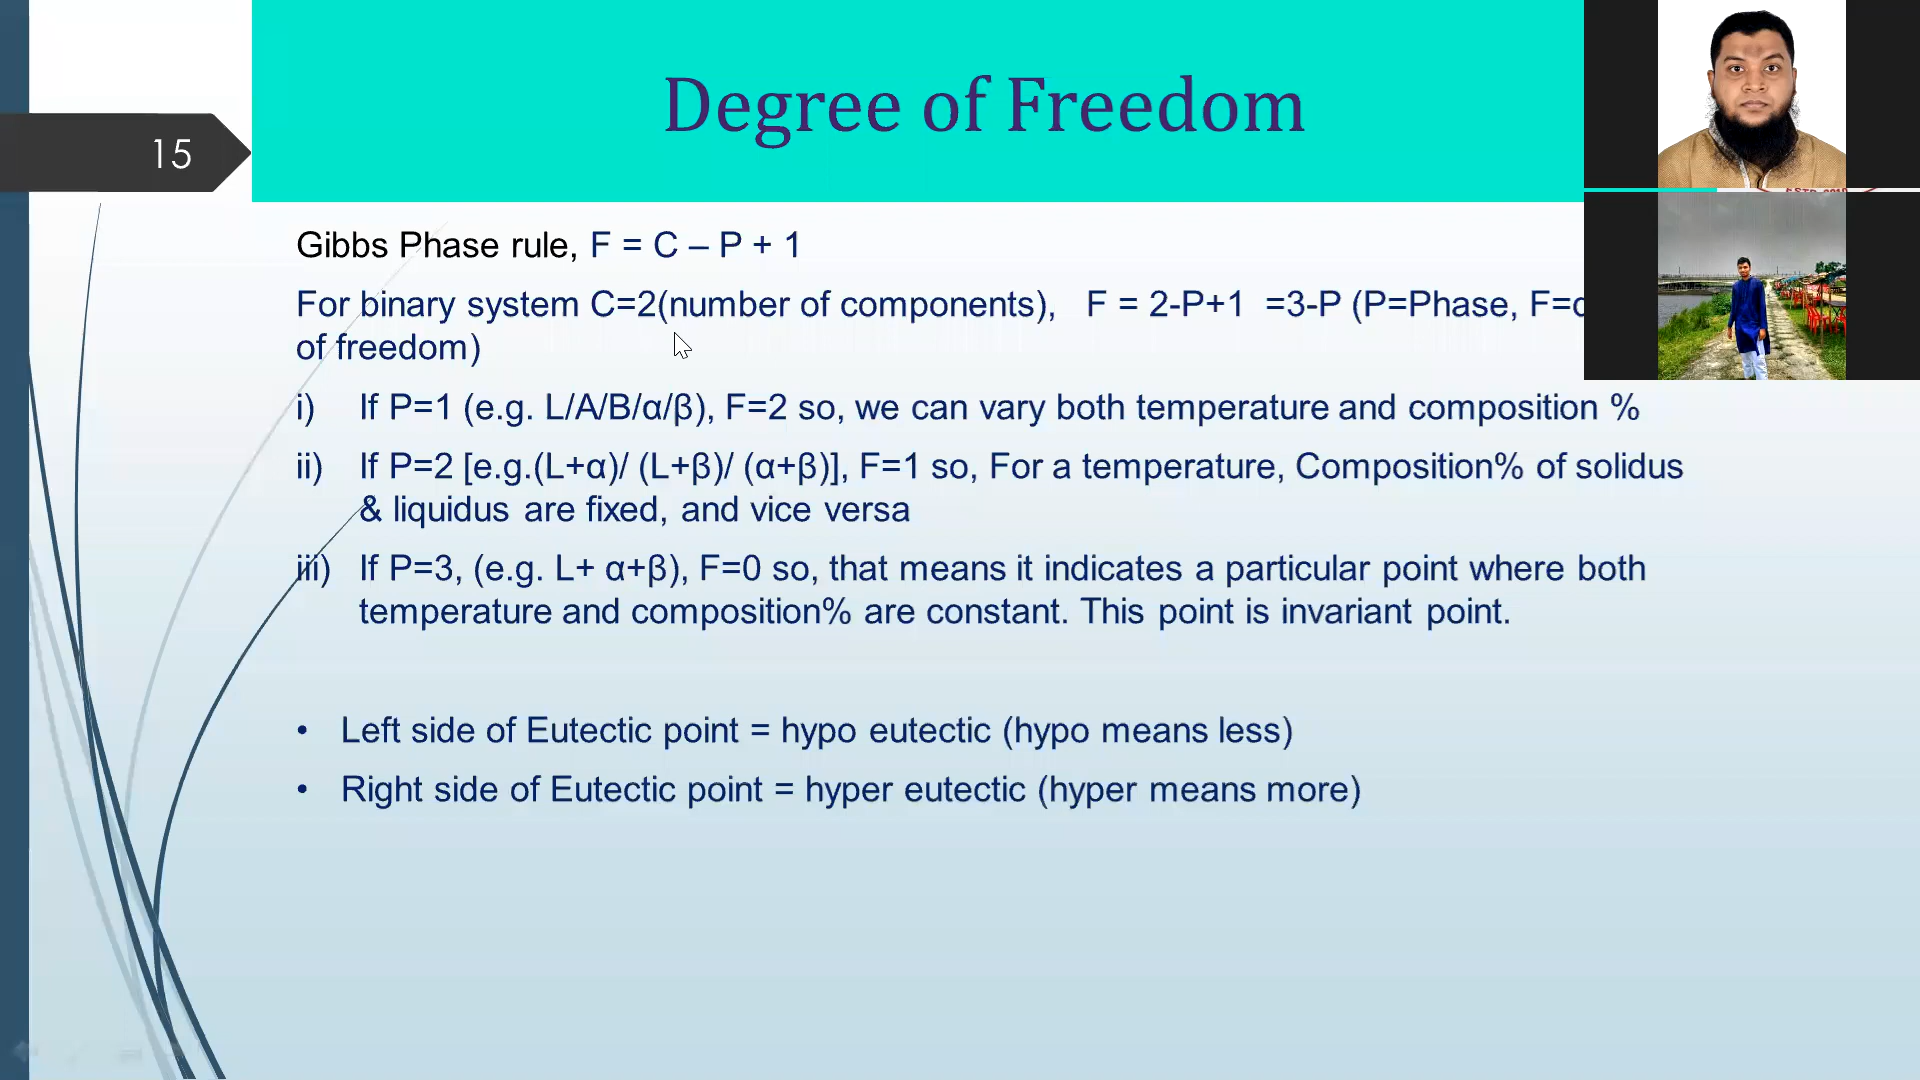 Degree of Freedom
15
Gibbs Phase rule, F = C – P + 1
For binary system C=2(number of components), F = 2-P+1 =3-P (P=Phase, F=
of freedom)
i) If P=1 (e.g. L/A/B/α/β), F=2 so, we can vary both temperature and composition %
ii) If P=2 [e.g.(L+α)/ (L+β)/ (α+β)], F=1 so, For a temperature, Composition% of solidus
& liquidus are fixed, and vice versa
iii) If P=3, (e.g. L+ α+β), F=0 so, that means it indicates a particular point where both
temperature and composition% are constant. This point is invariant point.
• Left side of Eutectic point = hypo eutectic (hypo means less)
• Right side of Eutectic point = hyper eutectic (hyper means more)